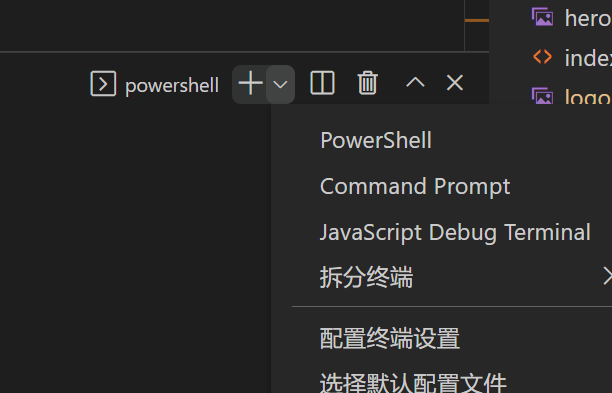 hero
index
logo
powershell
PowerShell
Command Prompt
JavaScript Debug Terminal
拆分终端
配置终端设置
选择默认配置文件